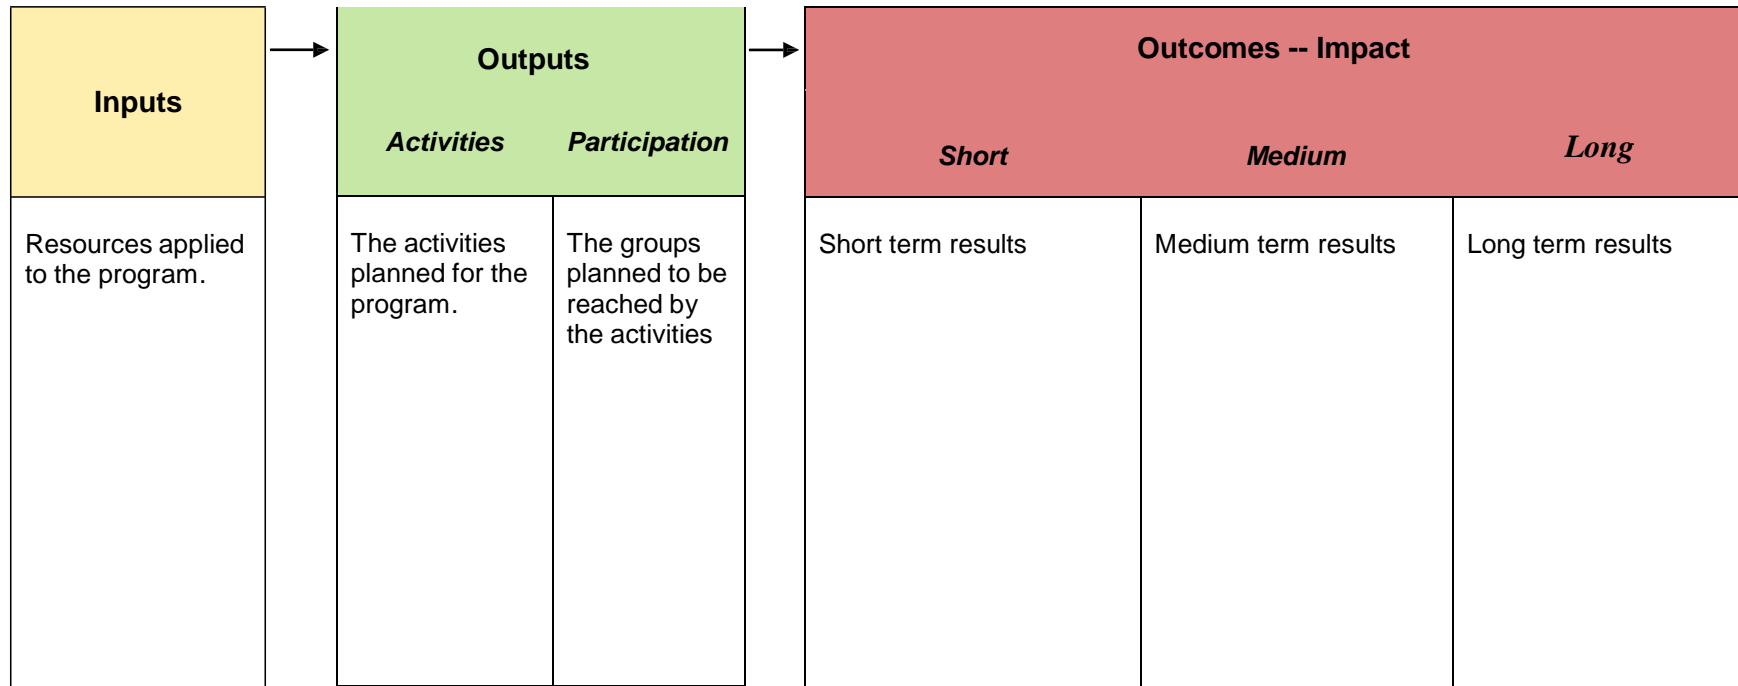 Inputs
Outputs
Activities
Participation
Outcomes -- Impact
Short
Medium
Long
Resources applied
to the program.
The activities
planned for the
program.
The groups
planned to be
reached by
the activities
Short term results
Medium term results
Long term results